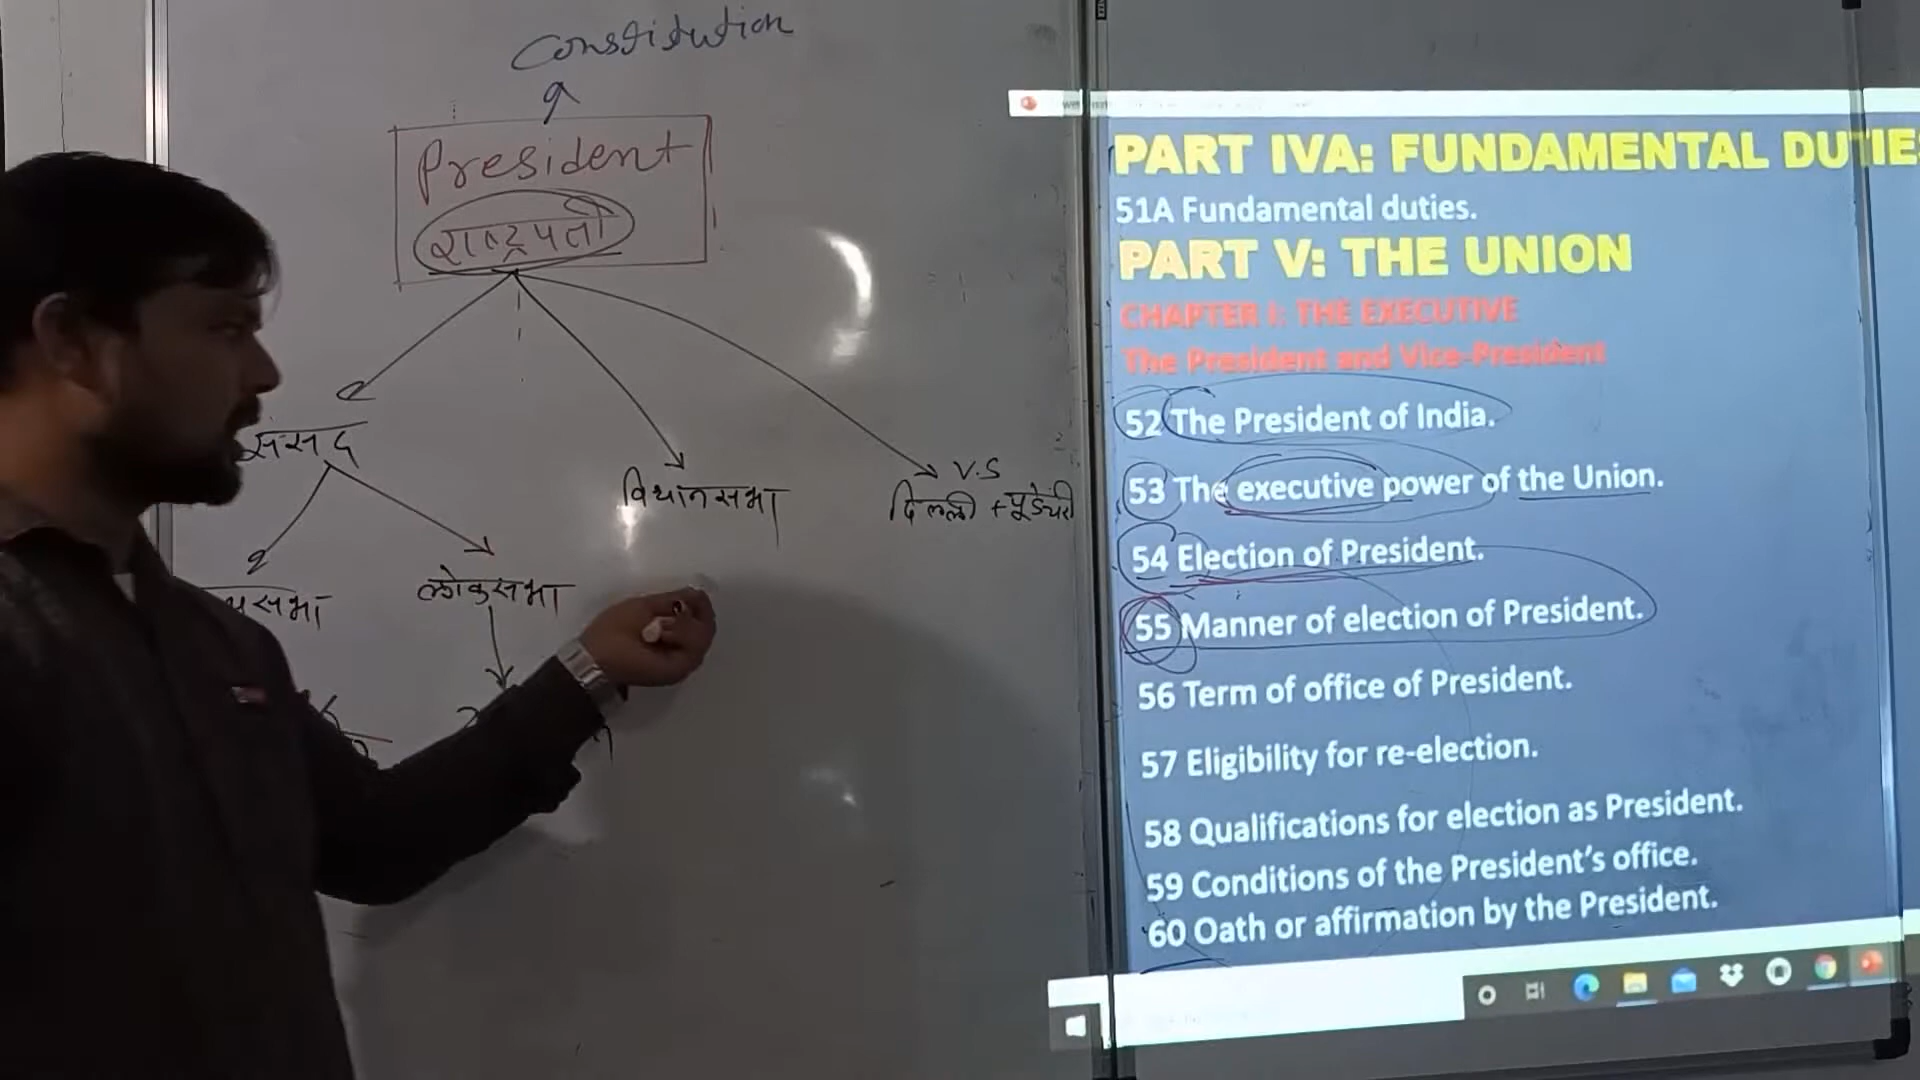 Constitution
President
राष्ट्रपती
संसद
लोकसभा
विधानसभा
V.S
दिल्ली +
PART IVA: FUNDAMENTAL DUTIE
51A Fundamental duties.
PART V: THE UNION
CHAPTER I: THE EXECUTIVE
The President and Vice-President
52 The President of India.
53 The executive power of the Union.
54 Election of President.
55 Manner of election of President.
56 Term of office of President.
57 Eligibility for re-election.
58 Qualifications for election as President.
59 Conditions of the President's office.
60 Oath or affirmation by the President.